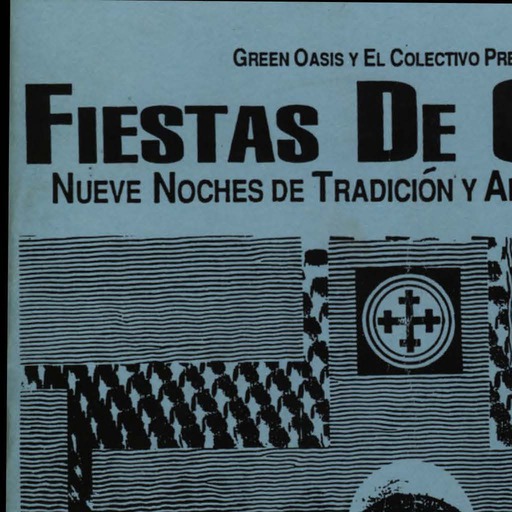 GREEN OASIS Y EL COLECTIVO
FIESTAS DE
NUEVE NOCHES DE TRADICIÓN Y